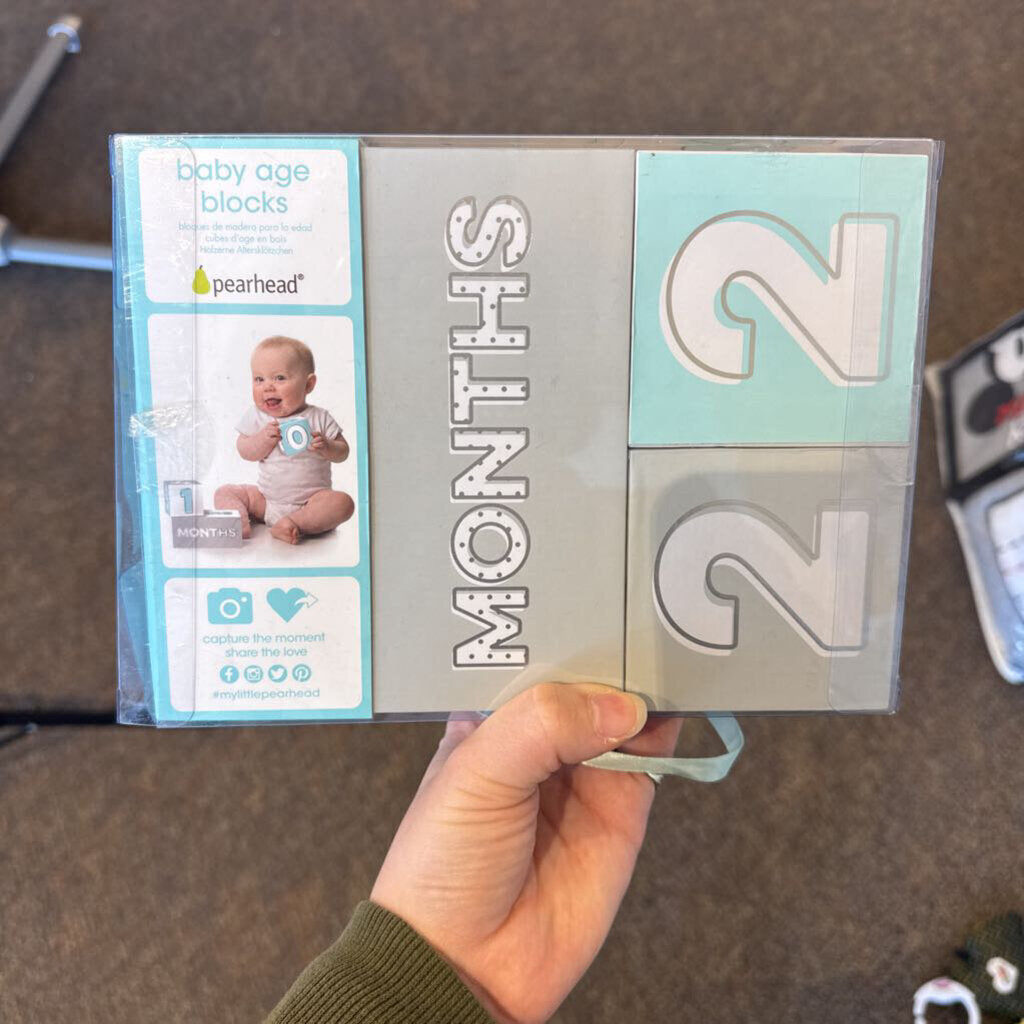 baby age
blocks
bloques de madera para la edad
cubes d'age en bois
Hölzerne Altersklötzchen
pearhead®
0
1
MONTHS
capture the moment
share the love
#mylittlepearhead
MONTHS
2
2